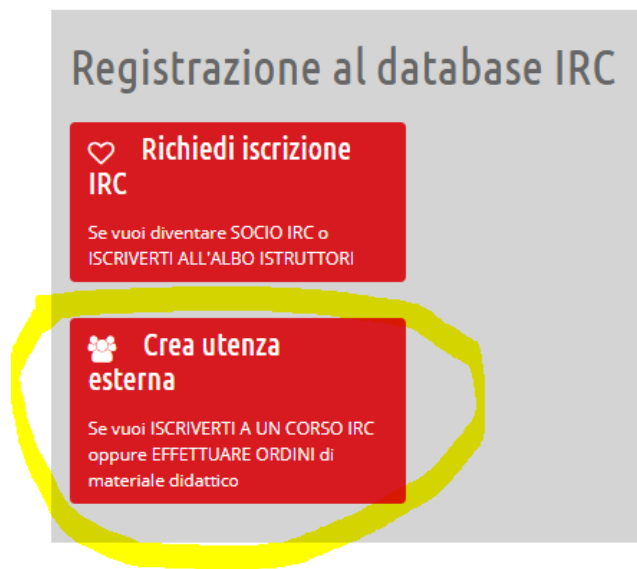 Registrazione al database IRC
Richiedi iscrizione
IRC
Se vuoi diventare SOCIO IRC o
ISCRIVERTI ALL'ALBO ISTRUTTORI
Crea utenza
esterna
Se vuoi ISCRIVERTI A UN CORSO IRC
oppure EFFETTUARE ORDINI di
materiale didattico